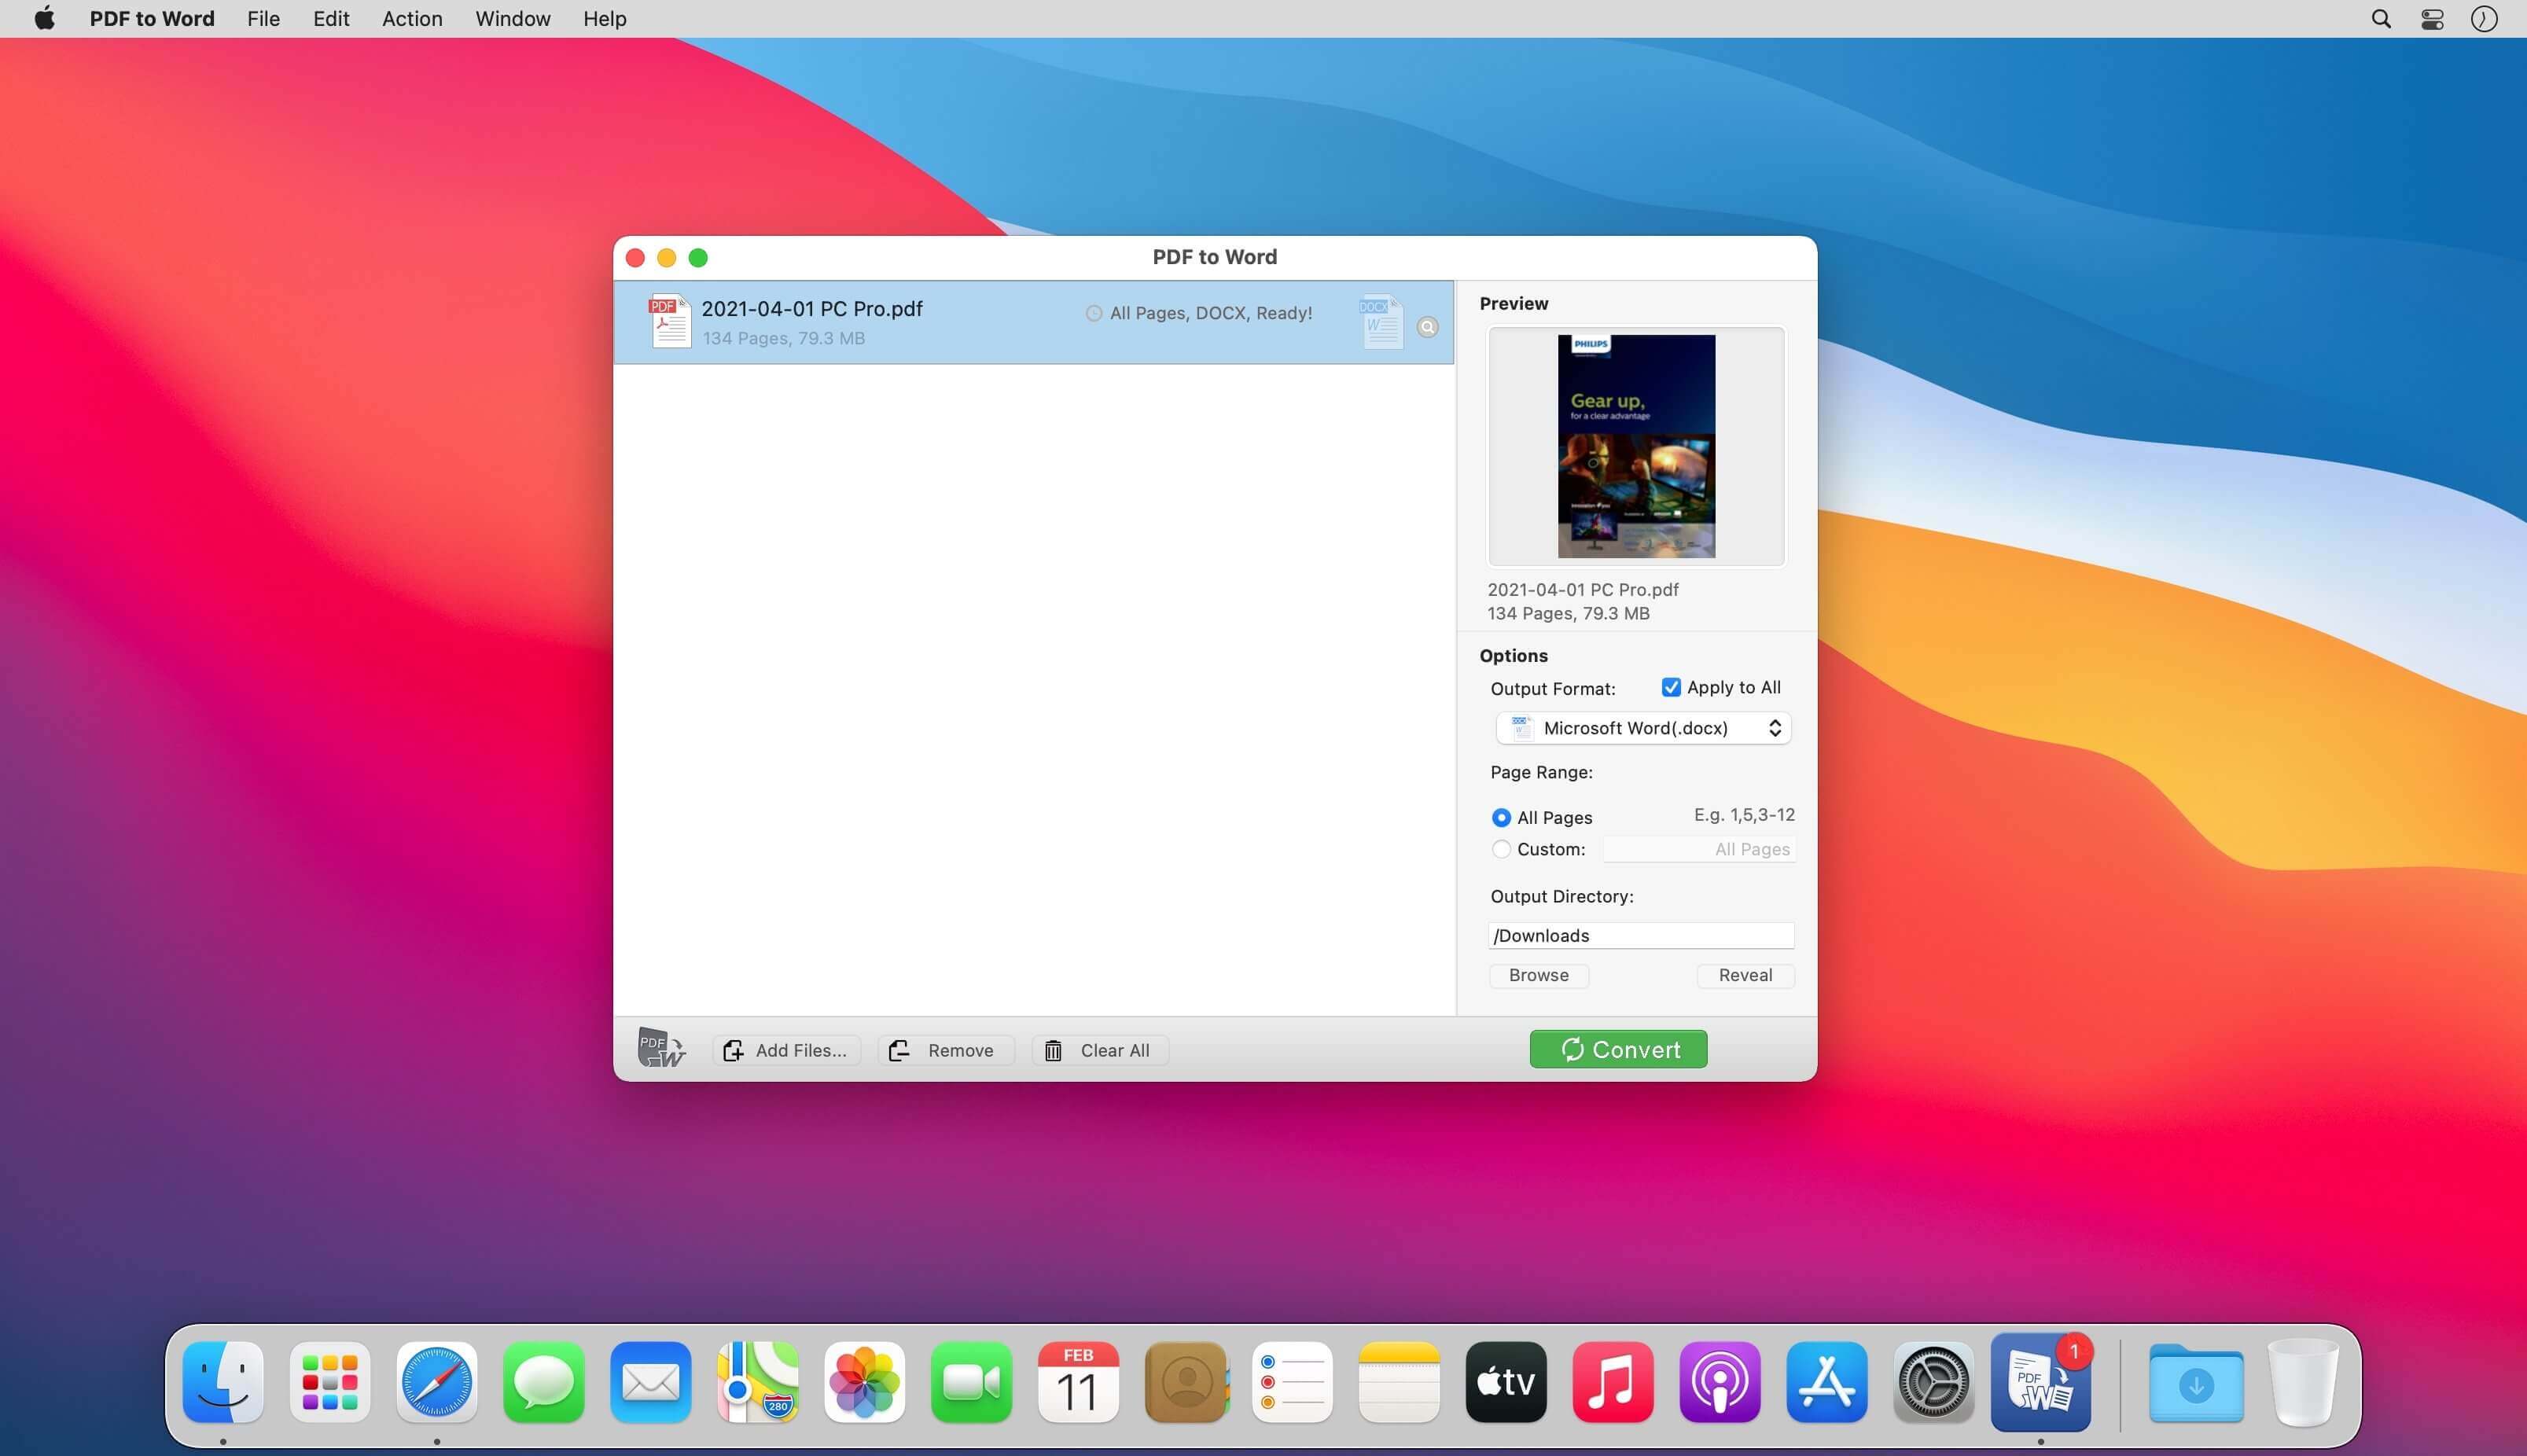 PDF to Word File Edit Action Window Help
PDF to Word
PDF
2021-04-01 PC Pro.pdf
134 Pages, 79.3 MB
All Pages, DOCX, Ready!
DOCX
W
Preview
PHILIPS
Gear up,
for a clear advantage
2021-04-01 PC Pro.pdf
134 Pages, 79.3 MB
Options
Output Format:
Apply to All
DOCX
W
Microsoft Word(.docx)
Page Range:
All Pages
E.g. 1,5,3-12
Custom:
All Pages
Output Directory:
/Downloads
Browse
Reveal
PDF
W
Add Files...
Remove
Clear All
Convert
280
FEB
11
tv
PDF
W
1